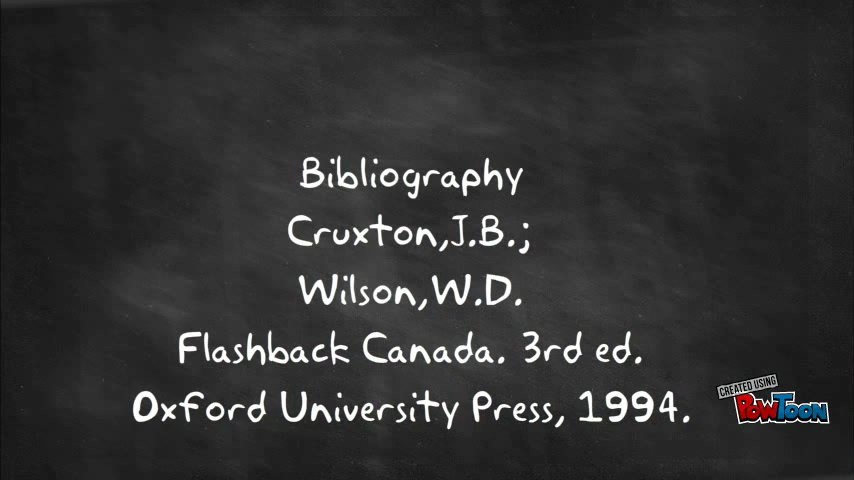 Bibliography
Cruxton,J.B.;
Wilson,W.D.
Flashback Canada. 3rd ed.
Oxford University Press, 1994.
CREATED USING
POWTOON